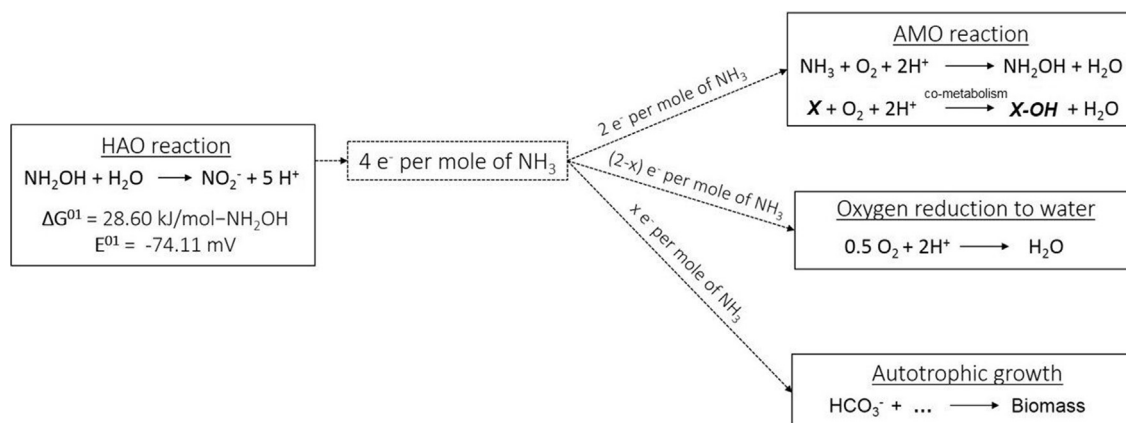 HAO reaction
NH₂OH + H₂O ⟶ NO₂⁻ + 5 H⁺
ΔG⁰¹ = 28.60 kJ/mol−NH₂OH
E⁰¹ = -74.11 mV
4 e⁻ per mole of NH₃
2 e⁻ per mole of NH₃
(2-x) e⁻ per mole of NH₃
x e⁻ per mole of NH₃
AMO reaction
NH₃ + O₂ + 2H⁺ ⟶ NH₂OH + H₂O
co-metabolism
X + O₂ + 2H⁺ ⟶ X-OH + H₂O
Oxygen reduction to water
0.5 O₂ + 2H⁺ ⟶ H₂O
Autotrophic growth
HCO₃⁻ + ... ⟶ Biomass